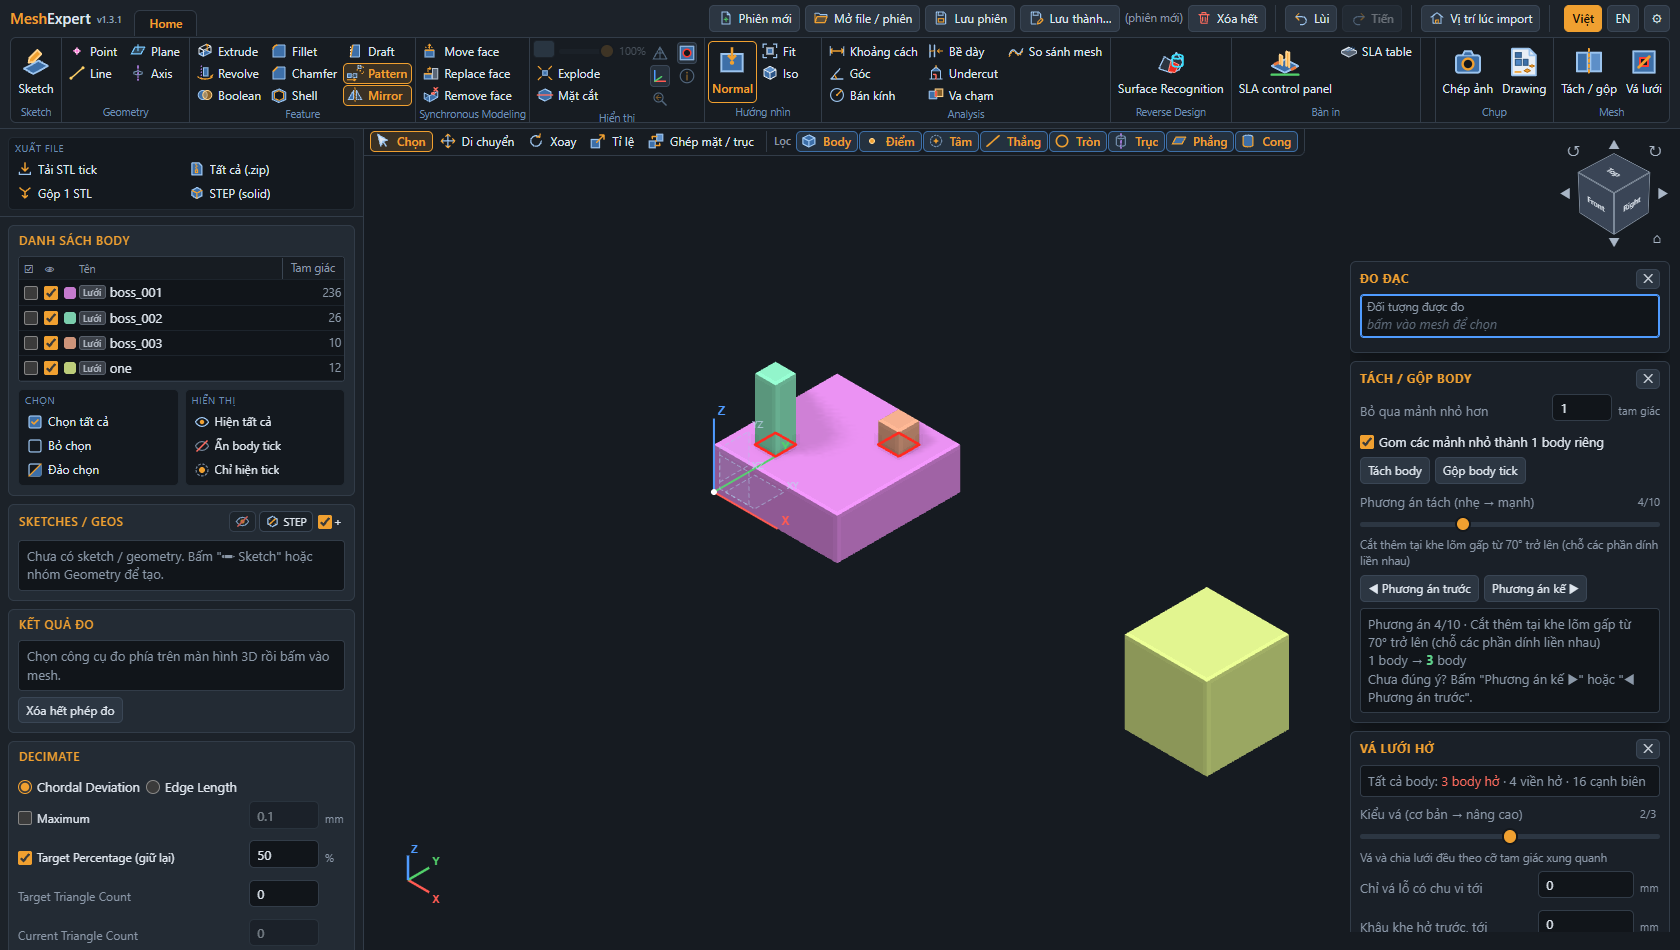 MeshExpert v1.3.1
Home
Phiên mới
Mở file / phiên
Lưu phiên
Lưu thành...
(phiên mới)
Xóa hết
Lùi
Tiến
Vị trí lúc import
Việt
EN
Sketch
Sketch
Point
Plane
Line
Axis
Geometry
Extrude
Fillet
Draft
Revolve
Chamfer
Pattern
Boolean
Shell
Mirror
Feature
Move face
Replace face
Remove face
Synchronous Modeling
100%
Explode
Mặt cắt
Hiển thị
Normal
Fit
Iso
Hướng nhìn
Khoảng cách
Bề dày
So sánh mesh
Góc
Undercut
Bán kính
Va chạm
Analysis
Surface Recognition
Reverse Design
SLA control panel
SLA table
Bàn in
Chép ảnh
Drawing
Chụp
Tách / gộp
Vá lưới
Mesh
Chọn
Di chuyển
Xoay
Tỉ lệ
Ghép mặt / trục
Lọc
Body
Điểm
Tâm
Thẳng
Tròn
Trục
Phẳng
Cong
XUẤT FILE
Tải STL tick
Tất cả (.zip)
Gộp 1 STL
STEP (solid)
DANH SÁCH BODY
Tên
Tam giác
Lưới boss_001 236
Lưới boss_002 26
Lưới boss_003 10
Lưới one 12
CHỌN
Chọn tất cả
Bỏ chọn
Đảo chọn
HIỂN THỊ
Hiện tất cả
Ẩn body tick
Chỉ hiện tick
SKETCHES / GEOS
STEP
+
Chưa có sketch / geometry. Bấm "✏ Sketch" hoặc
nhóm Geometry để tạo.
KẾT QUẢ ĐO
Chọn công cụ đo phía trên màn hình 3D rồi bấm vào
mesh.
Xóa hết phép đo
DECIMATE
Chordal Deviation
Edge Length
Maximum
0.1
mm
Target Percentage (giữ lại)
50
%
Target Triangle Count
0
Current Triangle Count
0
Z
YZ
XY
X
Z
Y
X
Top
Front
Right
ĐO ĐẠC
Đối tượng được đo
bấm vào mesh để chọn
TÁCH / GỘP BODY
Bỏ qua mảnh nhỏ hơn
1
tam giác
Gom các mảnh nhỏ thành 1 body riêng
Tách body
Gộp body tick
Phương án tách (nhẹ → mạnh)
4/10
Cắt thêm tại khe lõm gấp từ 70° trở lên (chỗ các phần dính
liền nhau)
◀ Phương án trước
Phương án kế ▶
Phương án 4/10 · Cắt thêm tại khe lõm gấp từ
70° trở lên (chỗ các phần dính liền nhau)
1 body → 3 body
Chưa đúng ý? Bấm "Phương án kế ▶" hoặc "◀
Phương án trước".
VÁ LƯỚI HỞ
Tất cả body: 3 body hở · 4 viền hở · 16 cạnh biên
Kiểu vá (cơ bản → nâng cao)
2/3
Vá và chia lưới đều theo cỡ tam giác xung quanh
Chỉ vá lỗ có chu vi tới
0
mm
Khâu khe hở trước, tới
0
mm